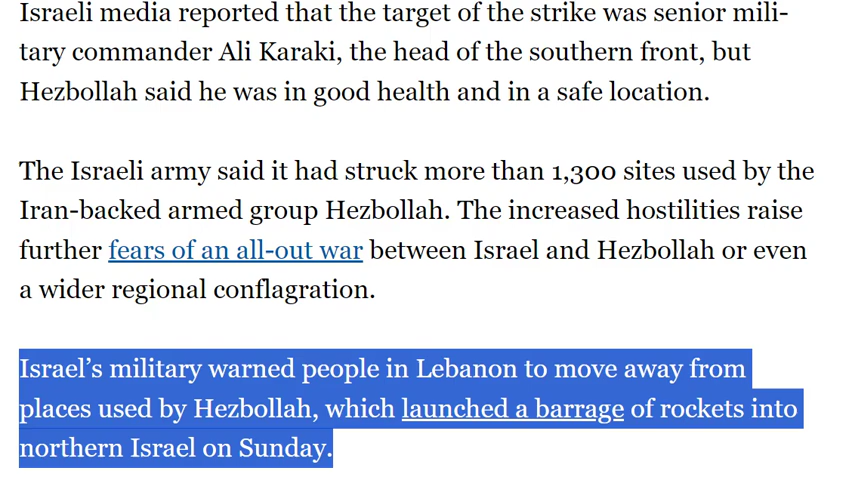 Israeli media reported that the target of the strike was senior mili-
tary commander Ali Karaki, the head of the southern front, but
Hezbollah said he was in good health and in a safe location.
The Israeli army said it had struck more than 1,300 sites used by the
Iran-backed armed group Hezbollah. The increased hostilities raise
further fears of an all-out war between Israel and Hezbollah or even
a wider regional conflagration.
Israel’s military warned people in Lebanon to move away from
places used by Hezbollah, which launched a barrage of rockets into
northern Israel on Sunday.